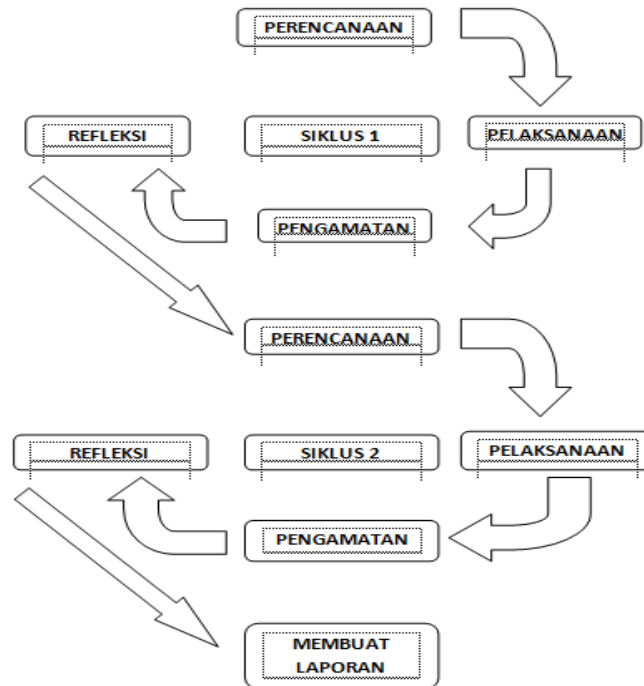 PERENCANAAN
REFLEKSI
SIKLUS 1
PELAKSANAAN
PENGAMATAN
PERENCANAAN
REFLEKSI
SIKLUS 2
PELAKSANAAN
PENGAMATAN
MEMBUAT
LAPORAN